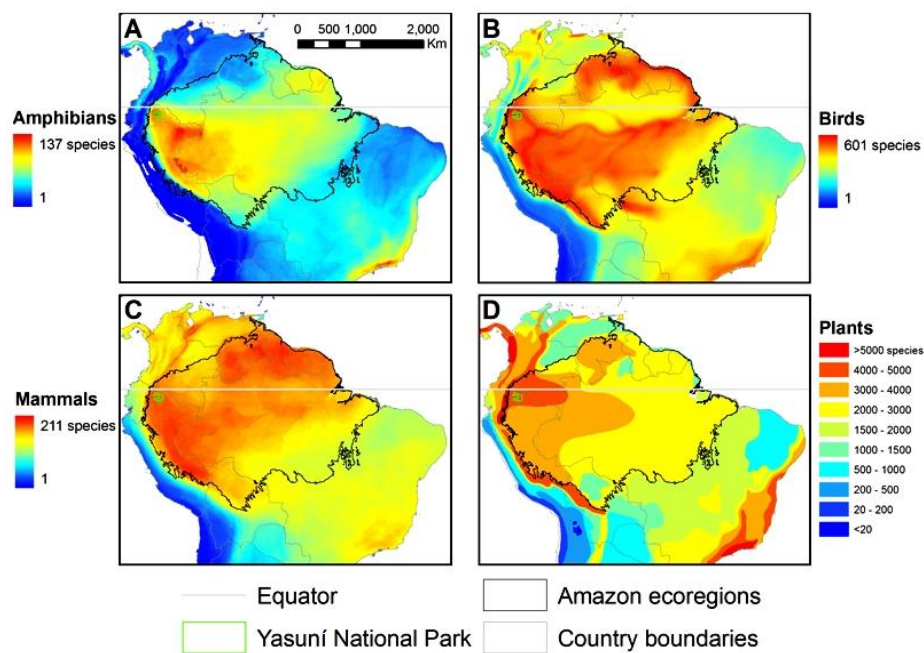 A
0 500 1,000 2,000
Km
B
Amphibians
137 species
1
Birds
601 species
1
C
D
Mammals
211 species
1
Plants
>5000 species
4000 - 5000
3000 - 4000
2000 - 3000
1500 - 2000
1000 - 1500
500 - 1000
200 - 500
20 - 200
<20
Equator
Amazon ecoregions
Yasuní National Park
Country boundaries